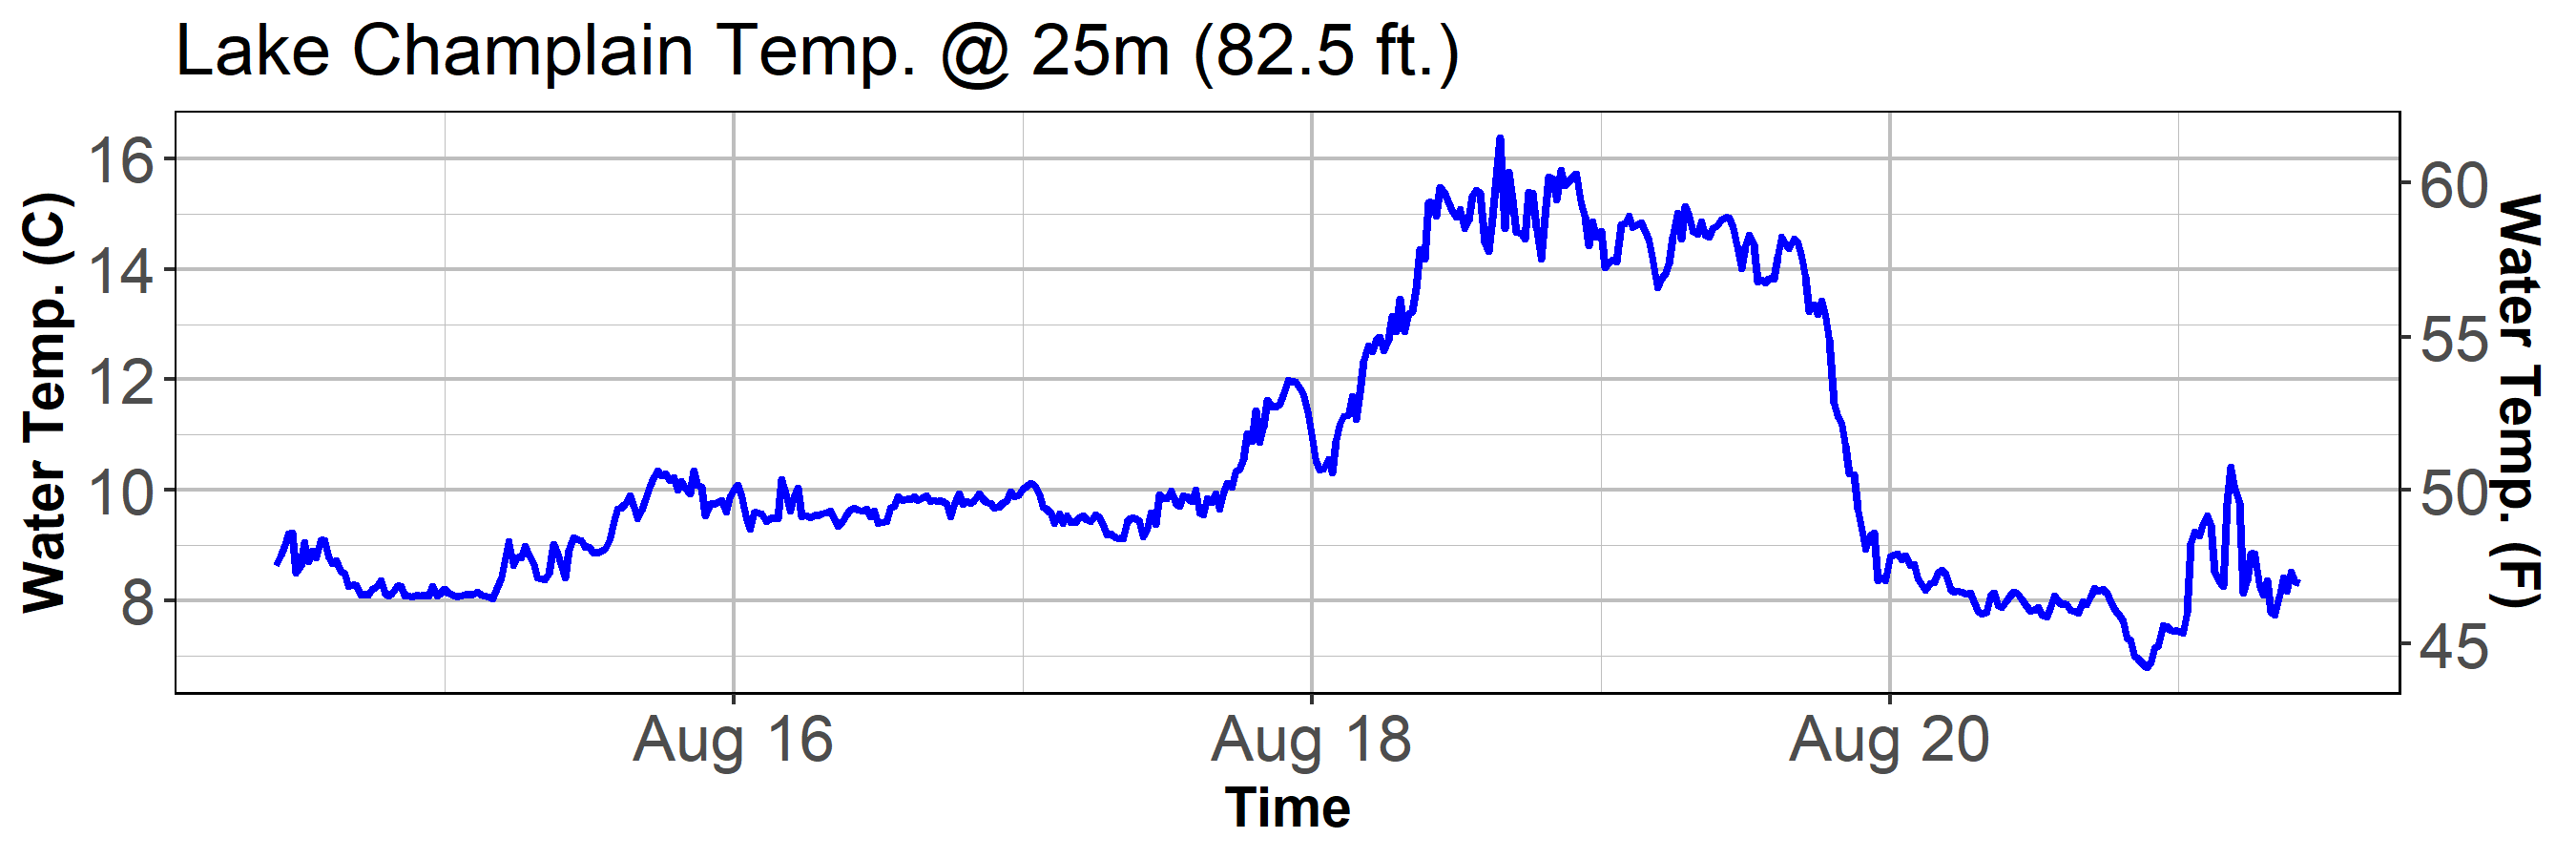 Lake Champlain Temp. @ 25m (82.5 ft.)
Water Temp. (C)
16
14
12
10
8
60
55
50
45
Water Temp. (F)
Aug 16
Aug 18
Aug 20
Time